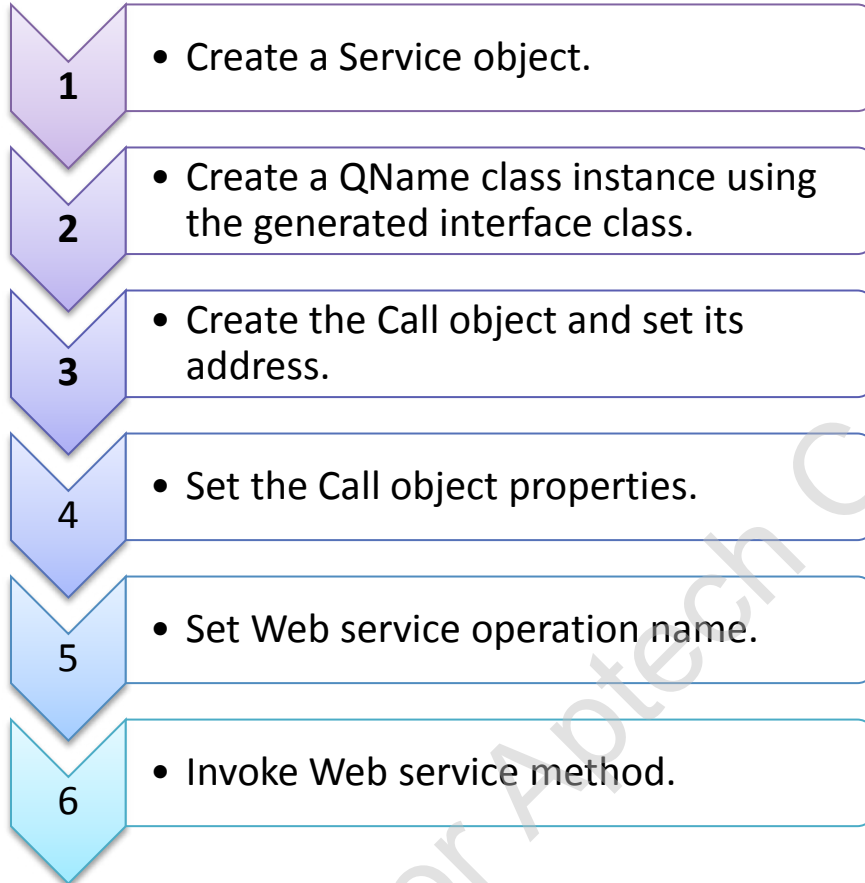 1
• Create a Service object.
2
• Create a QName class instance using
the generated interface class.
3
• Create the Call object and set its
address.
4
• Set the Call object properties.
5
• Set Web service operation name.
6
• Invoke Web service method.
Aptech